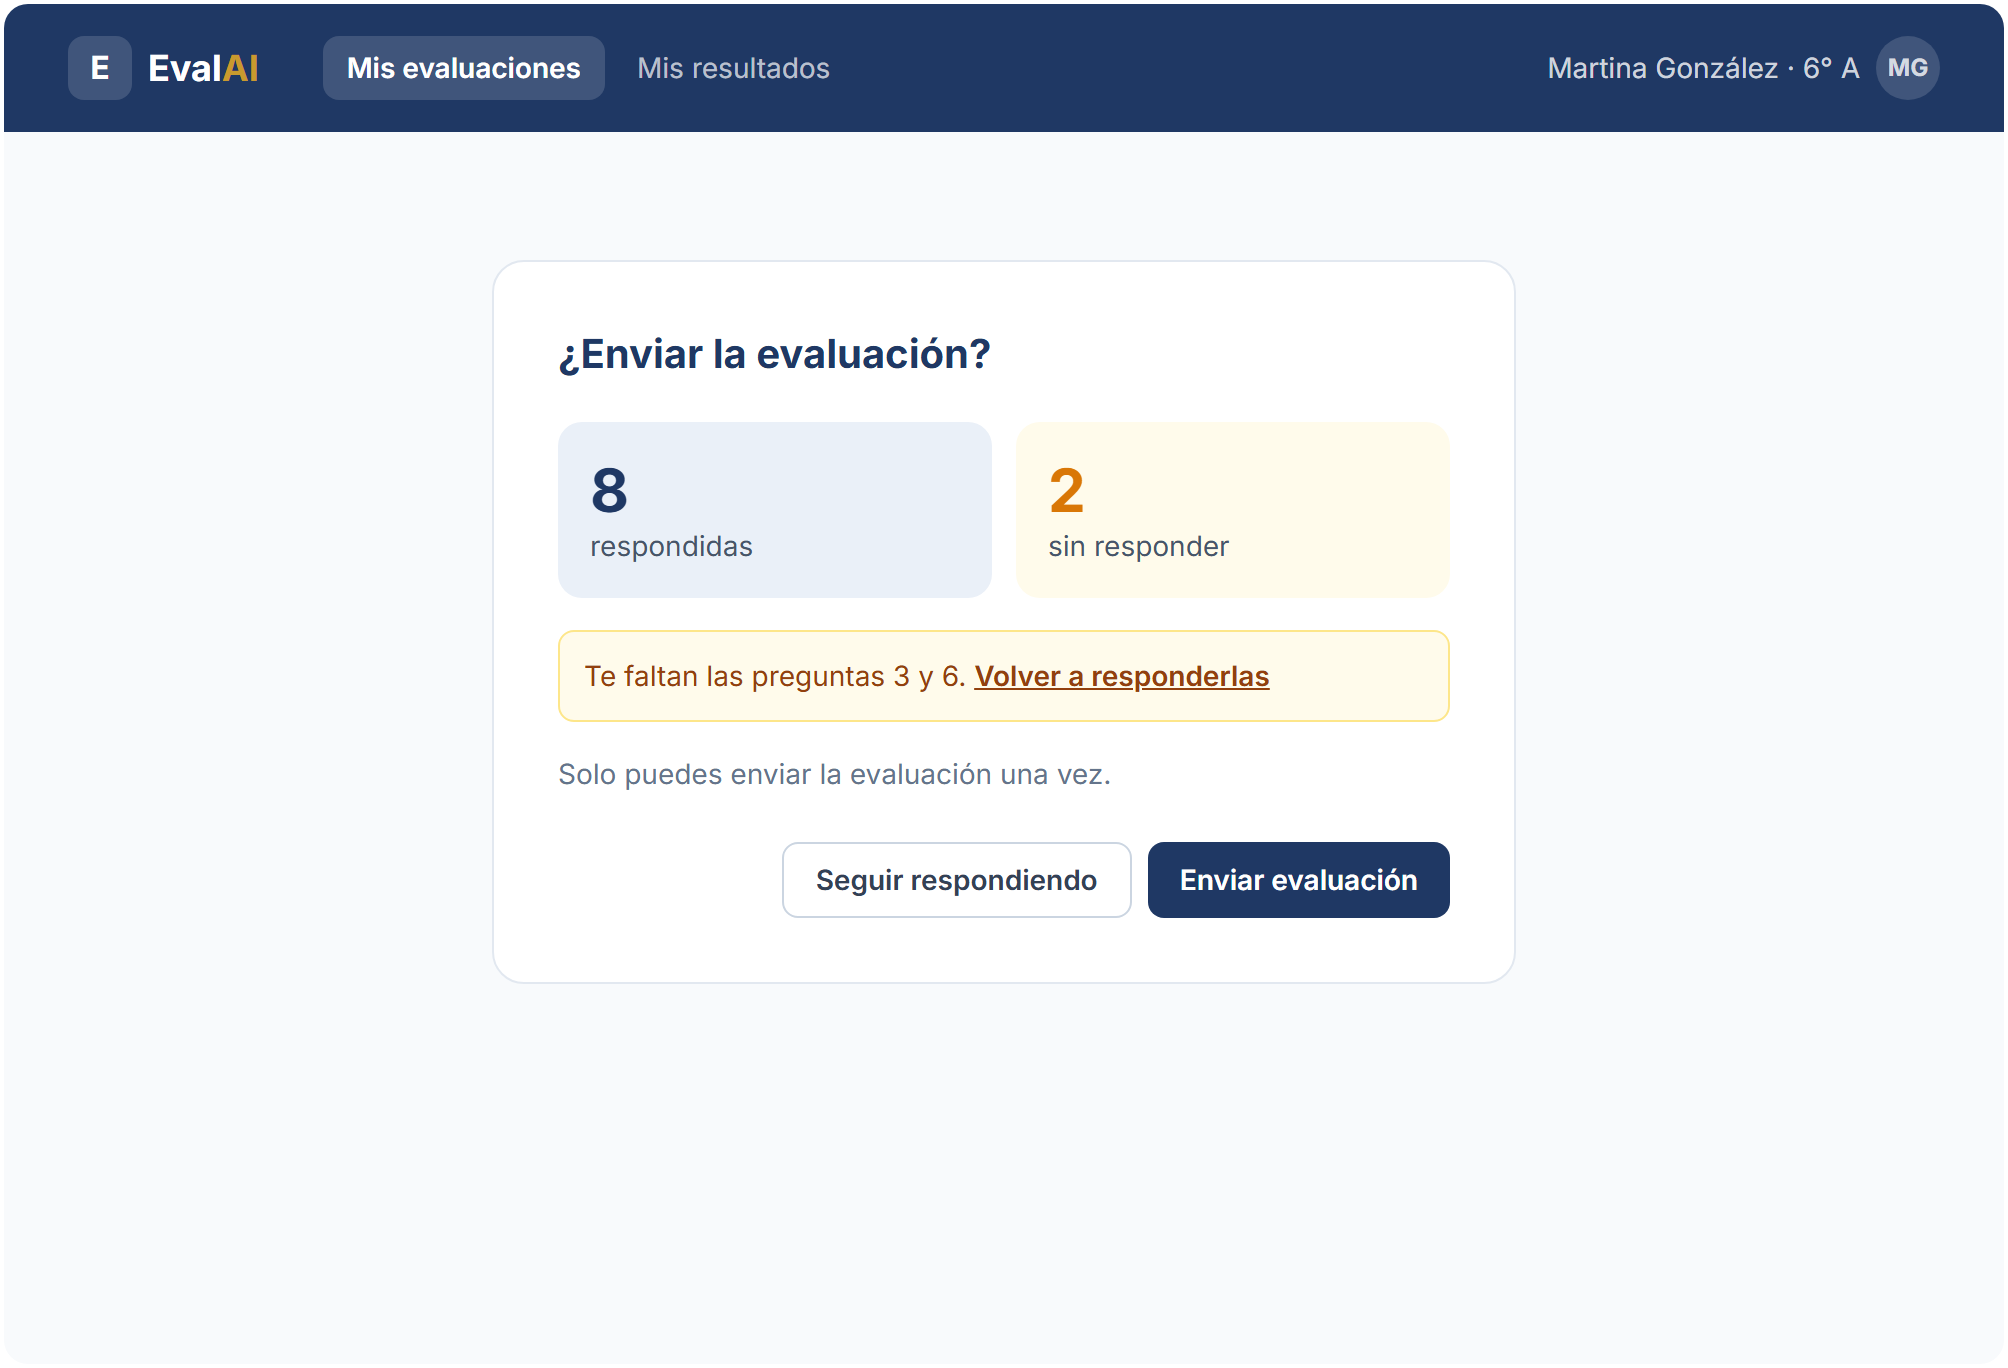 E EvalAI Mis evaluaciones Mis resultados Martina González · 6° A MG
¿Enviar la evaluación?
8 2
respondidas sin responder
Te faltan las preguntas 3 y 6. Volver a responderlas
Solo puedes enviar la evaluación una vez.
Seguir respondiendo Enviar evaluación